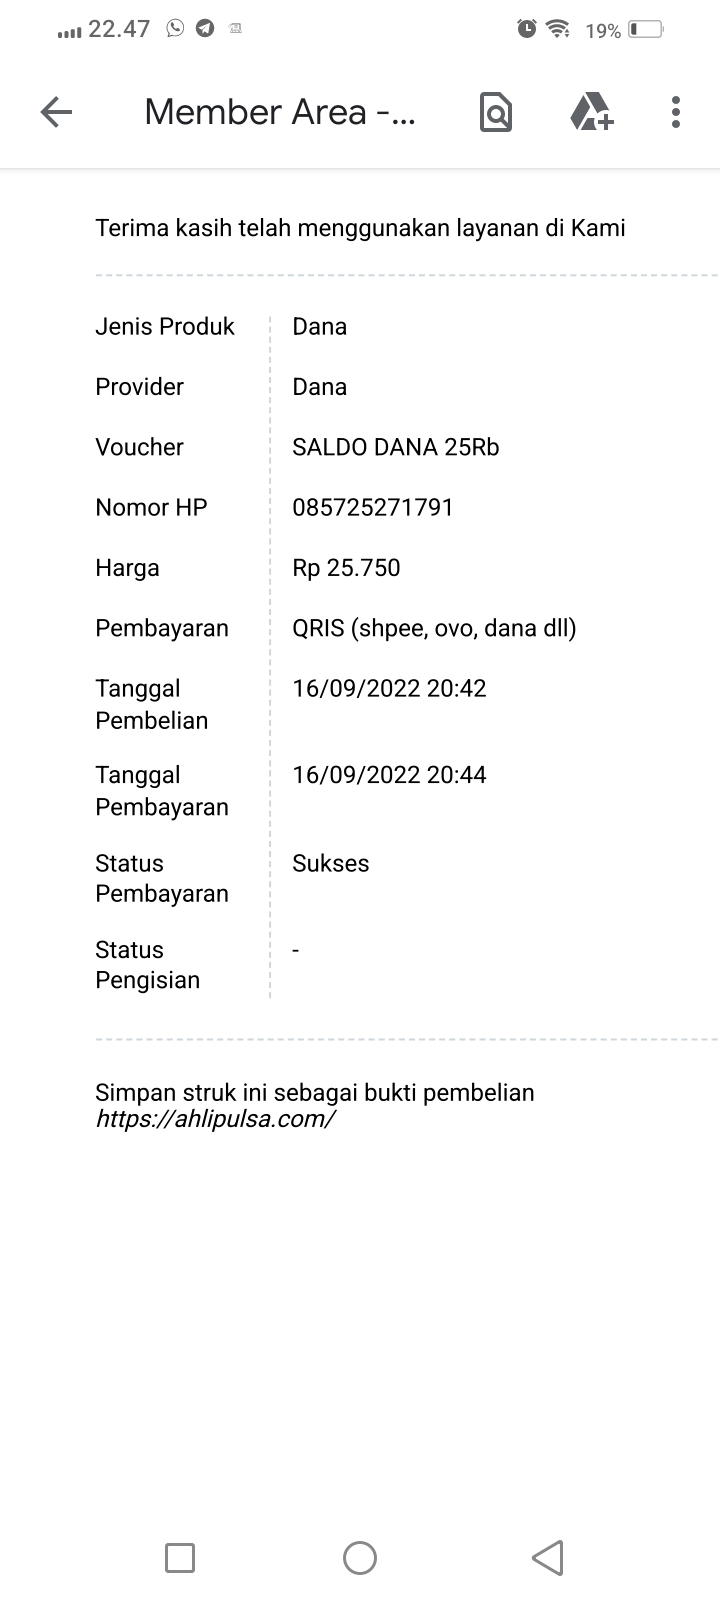 22.47
19%
Member Area -...
Terima kasih telah menggunakan layanan di Kami
Jenis Produk Dana
Provider Dana
Voucher SALDO DANA 25Rb
Nomor HP 085725271791
Harga Rp 25.750
Pembayaran QRIS (shpee, ovo, dana dll)
Tanggal 16/09/2022 20:42
Pembelian
Tanggal 16/09/2022 20:44
Pembayaran
Status Sukses
Pembayaran
Status -
Pengisian
Simpan struk ini sebagai bukti pembelian
https://ahlipulsa.com/